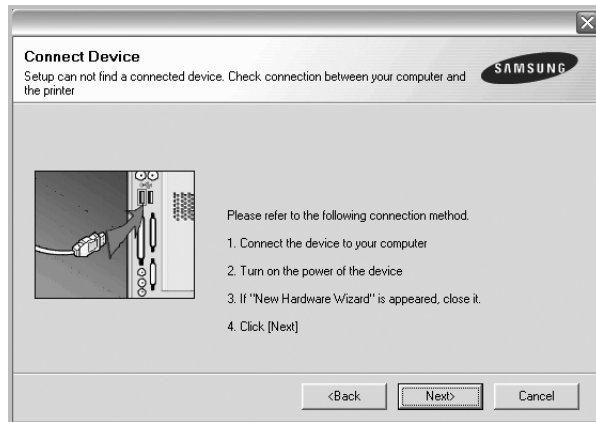 Connect Device
Setup can not find a connected device. Check connection between your computer and
the printer
SAMSUNG
Please refer to the following connection method.
1. Connect the device to your computer
2. Turn on the power of the device
3. If "New Hardware Wizard" is appeared, close it.
4. Click [Next]
<Back
Next>
Cancel